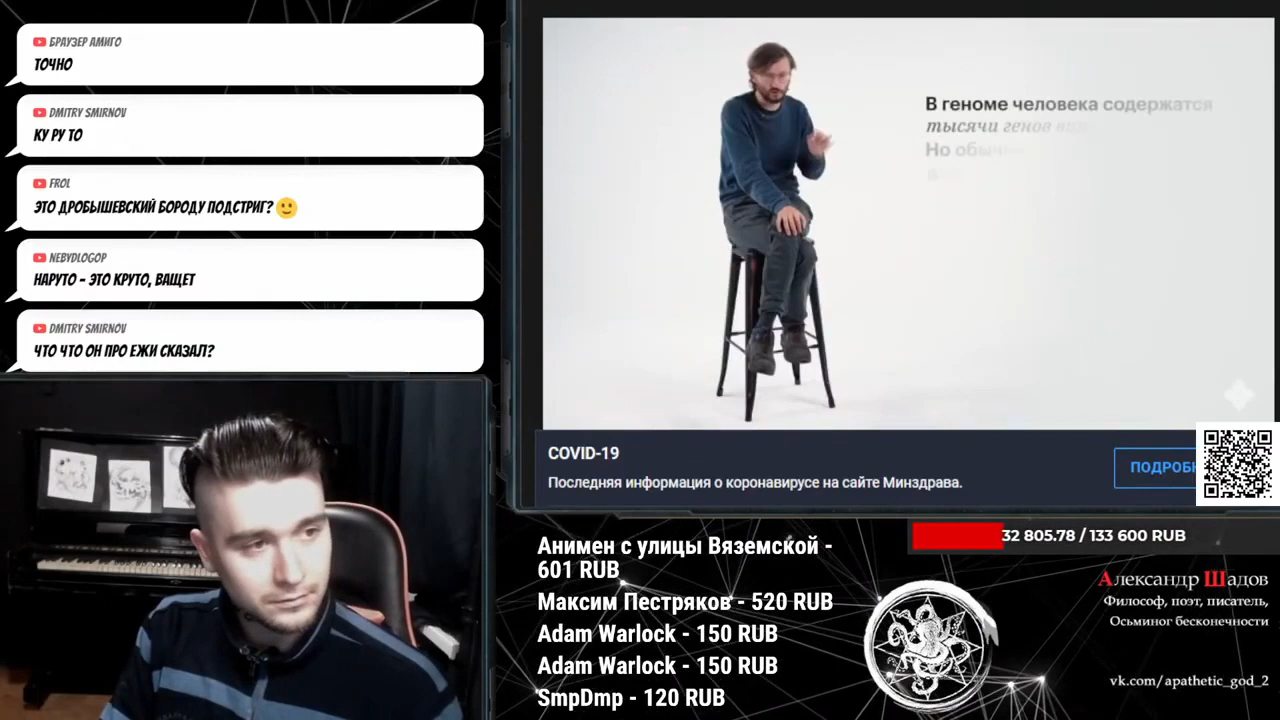 БРАУЗЕР АМИГО
ТОЧНО
DMITRY SMIRNOV
КУ РУ ТО
FROL
ЭТО ДРОБЫШЕВСКИЙ БОРОДУ ПОДСТРИГ?
NEBYDLOGOP
НАРУТО - ЭТО КРУТО, ВАЩЕТ
DMITRY SMIRNOV
ЧТО ЧТО ОН ПРО ЕЖИ СКАЗАЛ?
В геноме человека содержатся
тысячи генов
Но
COVID-19
Последняя информация о коронавирусе на сайте Минздрава.
32 805.78 / 133 600 RUB
Анимен с улицы Вяземской -
601 RUB
Максим Пестряков - 520 RUB
Adam Warlock - 150 RUB
Adam Warlock - 150 RUB
SmpDmp - 120 RUB
Александр Шадов
Философ, поэт, писатель,
Осьминог бесконечности
vk.com/apathetic_god_2